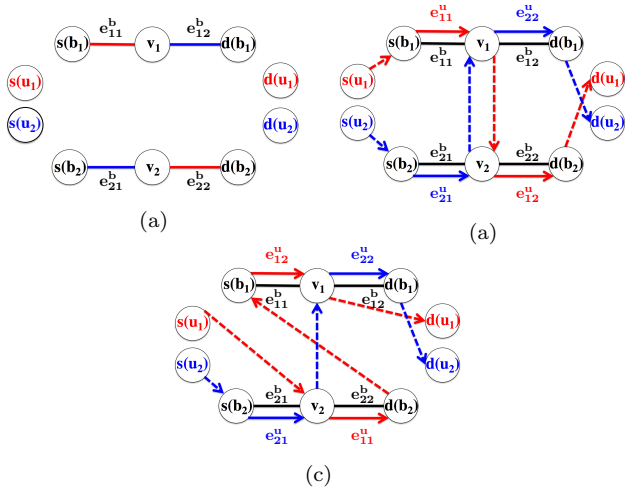 e^b_11 e^b_12
s(b_1) v_1 d(b_1)
s(u_1) d(u_1)
s(u_2) d(u_2)
s(b_2) v_2 d(b_2)
e^b_21 e^b_22
(a)
e^u_11 e^u_22
s(b_1) v_1 d(b_1)
e^b_11 e^b_12
s(u_1) d(u_1)
s(u_2) d(u_2)
e^b_21 e^b_22
s(b_2) v_2 d(b_2)
e^u_21 e^u_12
(a)
e^u_12 e^u_22
s(b_1) v_1 d(b_1)
e^b_11 e^b_12
s(u_1) d(u_1)
s(u_2) d(u_2)
e^b_21 e^b_22
s(b_2) v_2 d(b_2)
e^u_21 e^u_11
(c)